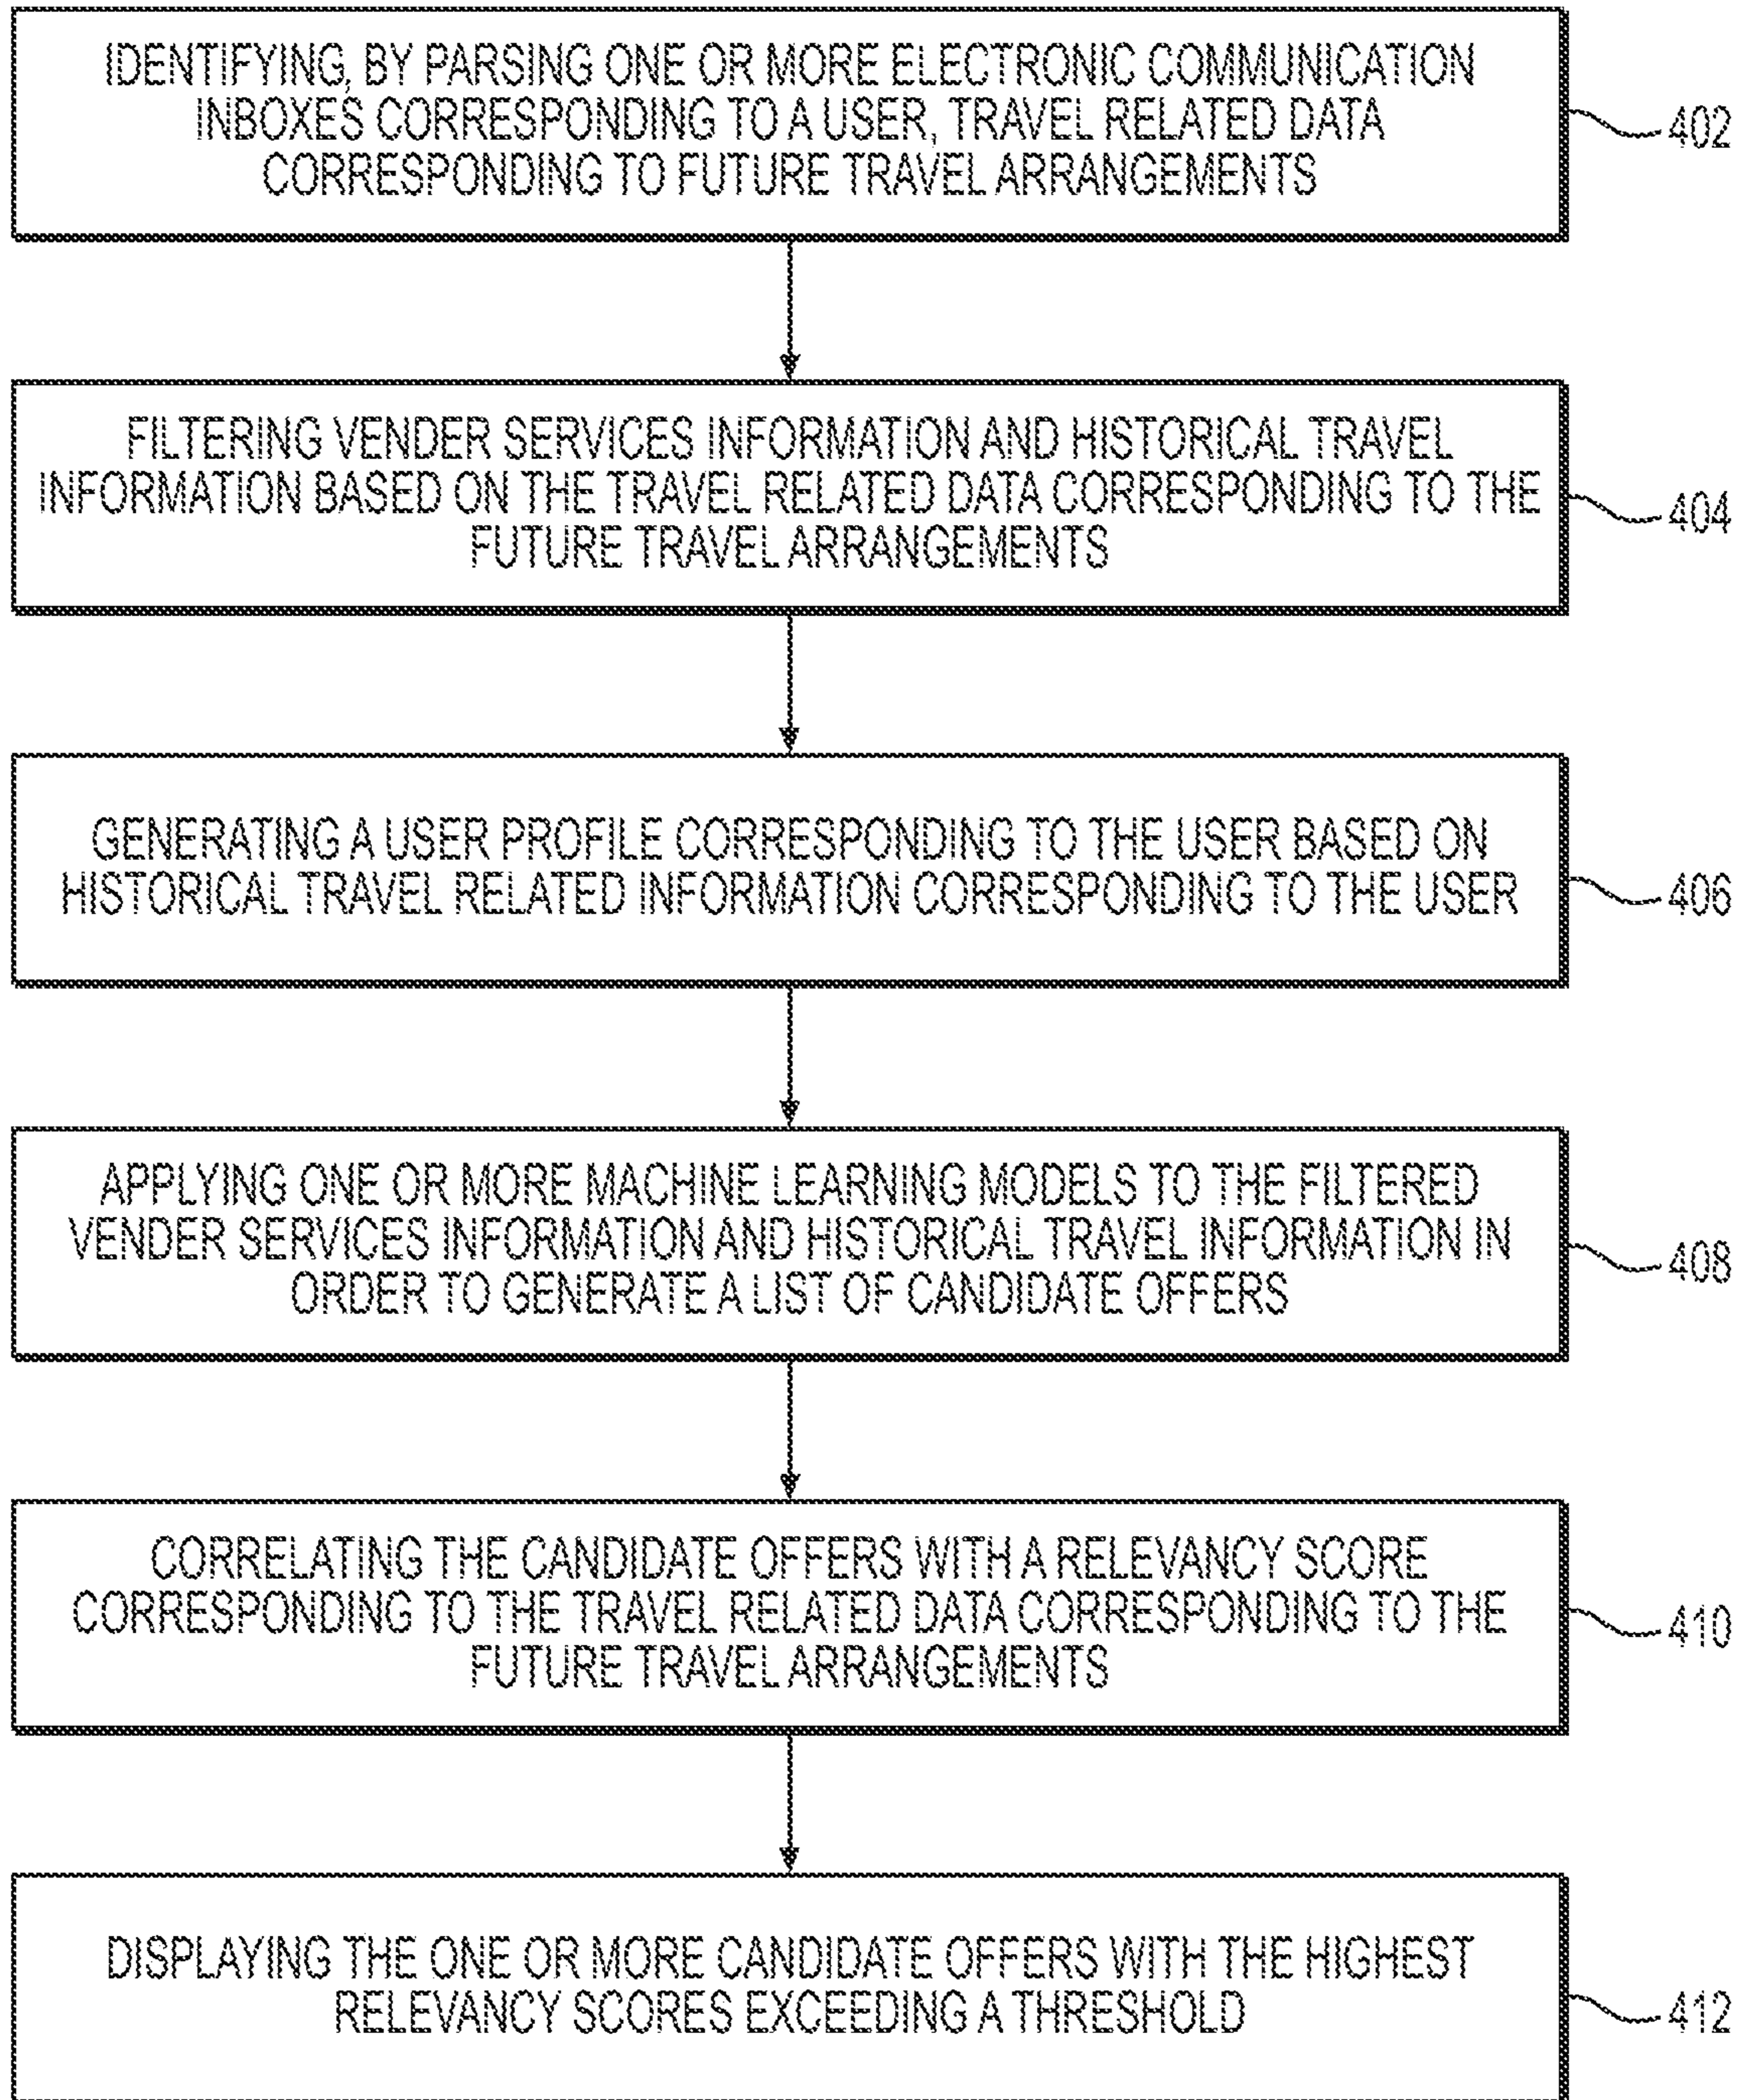 IDENTIFYING, BY PARSING ONE OR MORE ELECTRONIC COMMUNICATION
INBOXES CORRESPONDING TO A USER, TRAVEL RELATED DATA
CORRESPONDING TO FUTURE TRAVEL ARRANGEMENTS
402
FILTERING VENDER SERVICES INFORMATION AND HISTORICAL TRAVEL
INFORMATION BASED ON THE TRAVEL RELATED DATA CORRESPONDING TO THE
FUTURE TRAVEL ARRANGEMENTS
404
GENERATING A USER PROFILE CORRESPONDING TO THE USER BASED ON
HISTORICAL TRAVEL RELATED INFORMATION CORRESPONDING TO THE USER
406
APPLYING ONE OR MORE MACHINE LEARNING MODELS TO THE FILTERED
VENDER SERVICES INFORMATION AND HISTORICAL TRAVEL INFORMATION IN
ORDER TO GENERATE A LIST OF CANDIDATE OFFERS
408
CORRELATING THE CANDIDATE OFFERS WITH A RELEVANCY SCORE
CORRESPONDING TO THE TRAVEL RELATED DATA CORRESPONDING TO THE
FUTURE TRAVEL ARRANGEMENTS
410
DISPLAYING THE ONE OR MORE CANDIDATE OFFERS WITH THE HIGHEST
RELEVANCY SCORES EXCEEDING A THRESHOLD
412